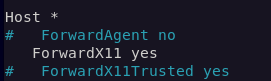 Host *
#   ForwardAgent no
    ForwardX11 yes
#   ForwardX11Trusted yes